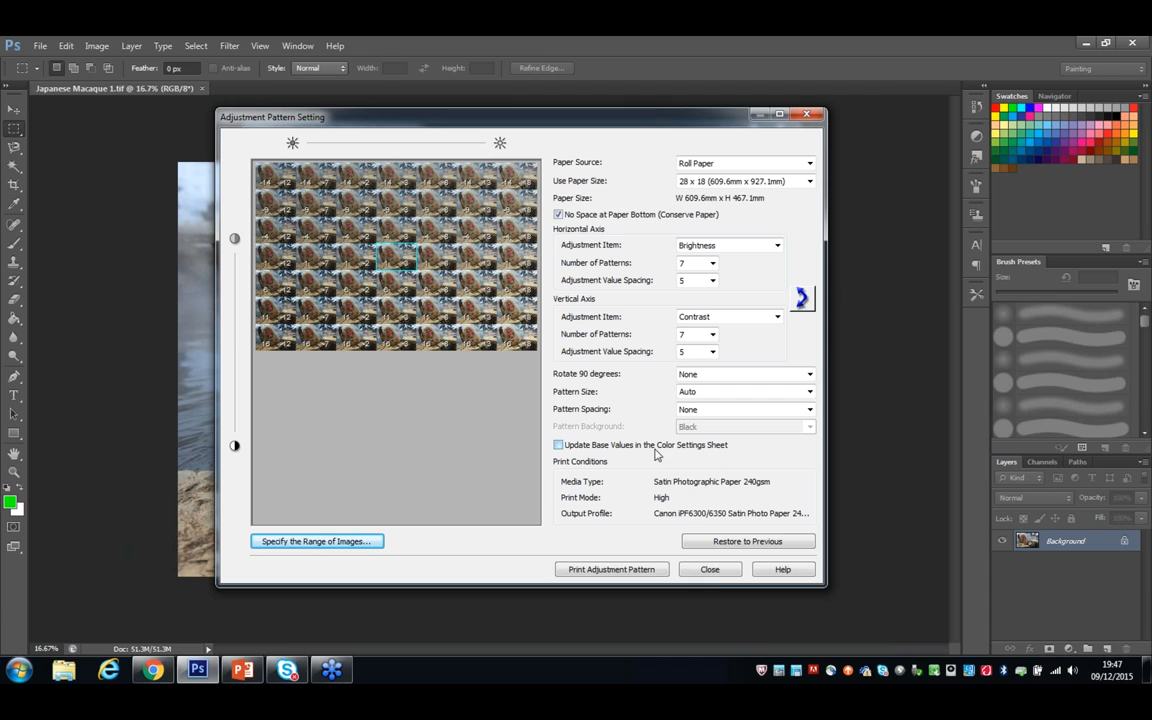 Ps File Edit Image Layer Type Select Filter View Window Help
Feather: 0 px Anti-alias Style: Normal Width: Height: Refine Edge... Painting
Japanese Macaque 1.tif @ 16.7% (RGB/8*) ×
Adjustment Pattern Setting
Paper Source: Roll Paper
Use Paper Size: 28 x 18 (609.6mm x 927.1mm)
Paper Size: W 609.6mm x H 467.1mm
No Space at Paper Bottom (Conserve Paper)
Horizontal Axis
Adjustment Item: Brightness
Number of Patterns: 7
Adjustment Value Spacing: 5
Vertical Axis
Adjustment Item: Contrast
Number of Patterns: 7
Adjustment Value Spacing: 5
Rotate 90 degrees: None
Pattern Size: Auto
Pattern Spacing: None
Pattern Background: Black
Update Base Values in the Color Settings Sheet
Print Conditions
Media Type: Satin Photographic Paper 240gsm
Print Mode: High
Output Profile: Canon iPF6300/6350 Satin Photo Paper 24...
Specify the Range of Images... Restore to Previous
Print Adjustment Pattern Close Help
Swatches Navigator
Brush Presets
Size:
Layers Channels Paths
Kind
Normal Opacity: 100%
Lock: Fill: 100%
Background
16.67% Doc: 51.3M/51.3M
19:47
09/12/2015